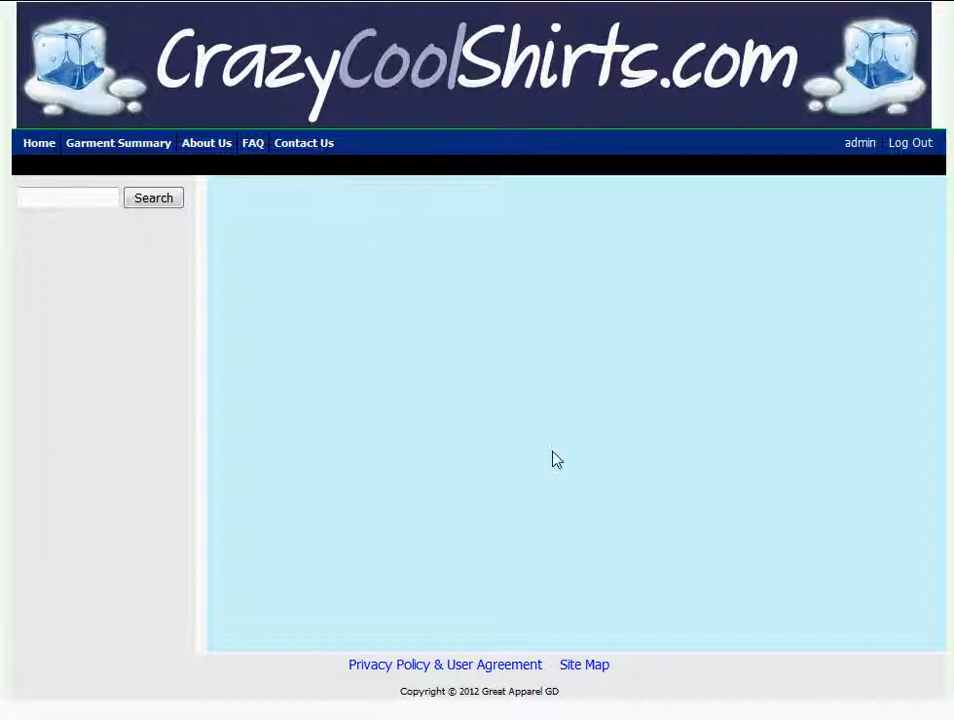 CrazyCoolShirts.com
Home Garment Summary About Us FAQ Contact Us admin Log Out
Search
Privacy Policy & User Agreement Site Map
Copyright © 2012 Great Apparel GD